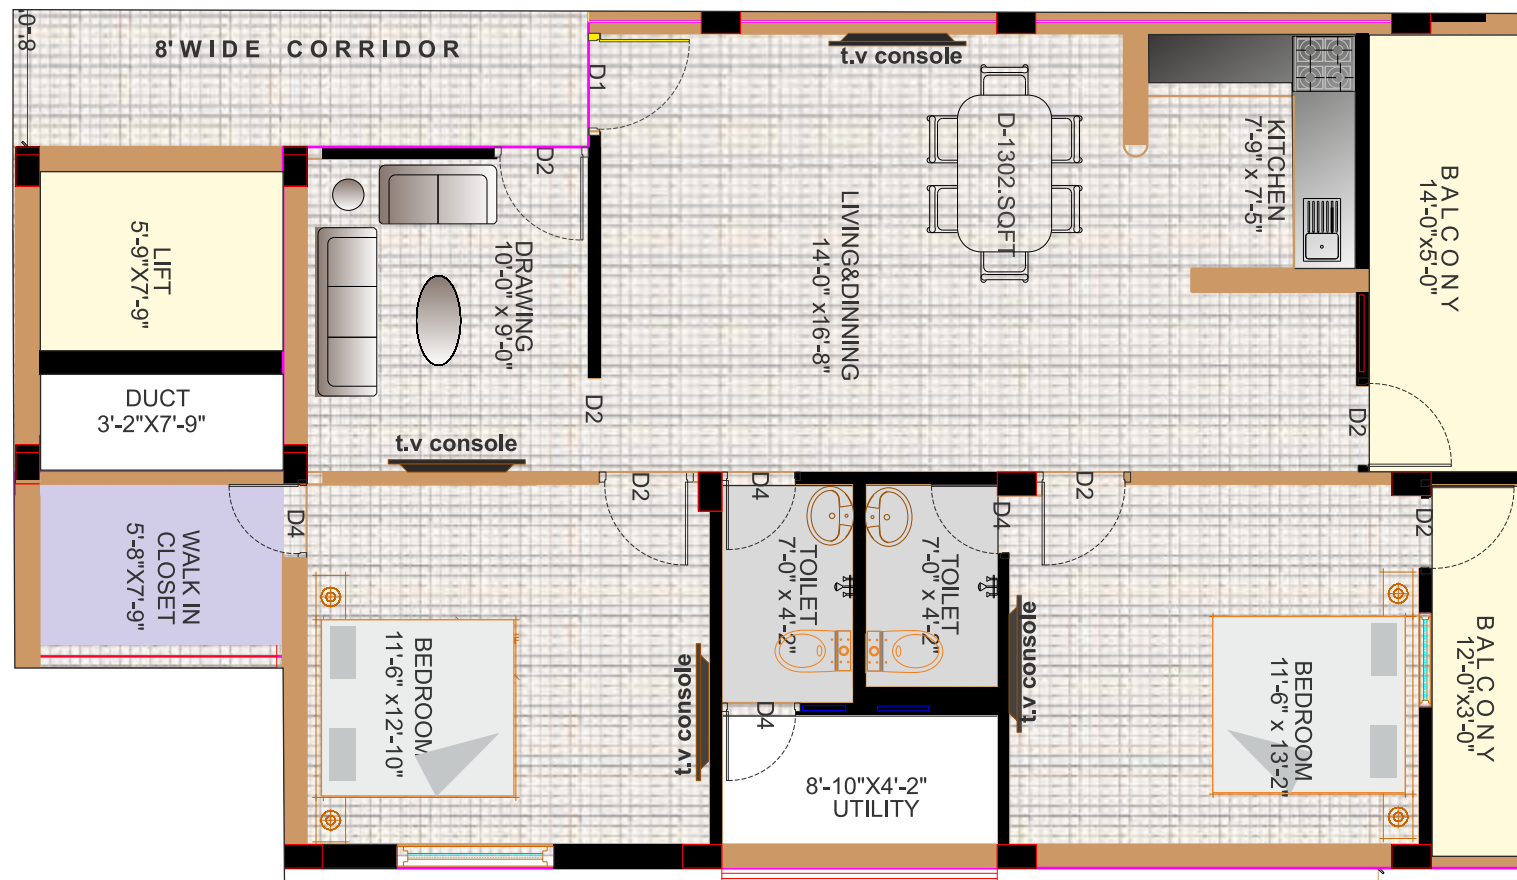 0'-8
8' WIDE CORRIDOR
D1
t.v console
D2
D-1302.SQFT
KITCHEN
7'-9" x 7'-5"
BALCONY
14'-0"x5'-0"
LIFT
5'-9"X7'-9"
DRAWING
10'-0" x 9'-0"
LIVING&DINNING
14'-0" x16'-8"
DUCT
3'-2"X7'-9"
D2
D2
t.v console
D2
D4
D2
D2
D4
D4
WALK IN
CLOSET
5'-8"X7'-9"
TOILET
7'-0" x 4'-2"
TOILET
7'-0" x 4'-2"
t.v console
t.v console
BEDROOM
11'-6" x12'-10"
BEDROOM
11'-6" x 13'-2"
BALCONY
12'-0"x3'-0"
D4
8'-10"X4'-2"
UTILITY